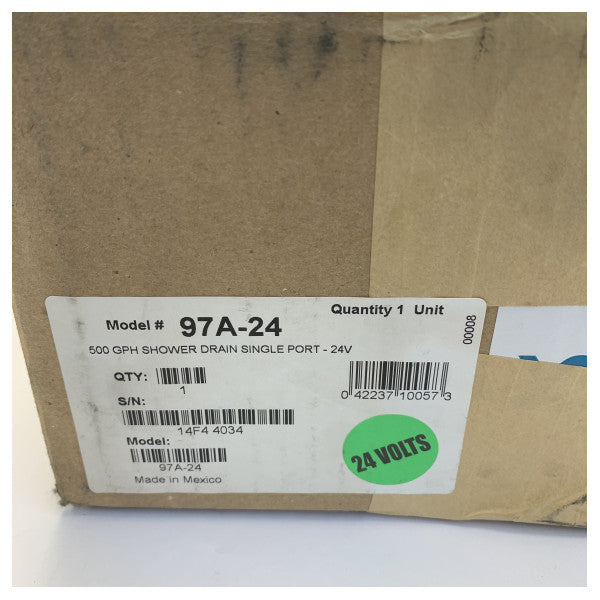 Quantity 1 Unit
Model # 97A-24
500 GPH SHOWER DRAIN SINGLE PORT - 24V
00008
QTY:
1
0 42237 10057 3
S/N:
14F4 4034
Model:
97A-24
Made in Mexico
24 VOLTS